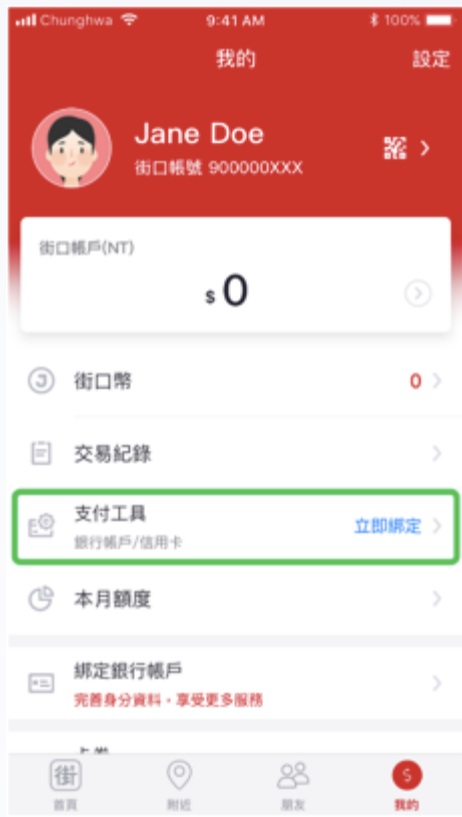 Chunghwa 9:41 AM 100%
我的 設定
Jane Doe
街口帳號 900000XXX
街口帳戶(NT)
$ 0
街口幣 0
交易紀錄
支付工具
銀行帳戶/信用卡 立即綁定
本月額度
綁定銀行帳戶
完善身分資料，享受更多服務
街
首頁 附近 朋友 我的